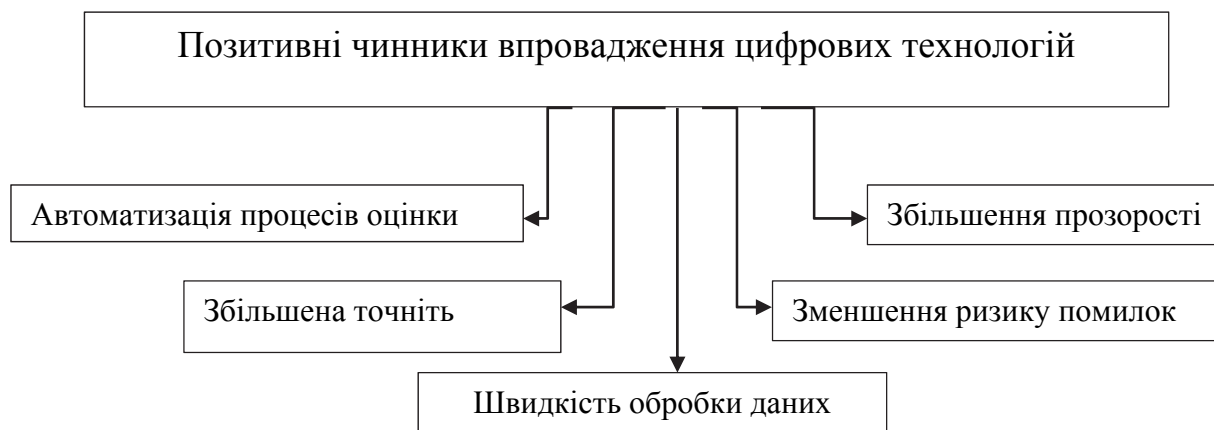 Позитивні чинники впровадження цифрових технологій
Автоматизація процесів оцінки
Збільшення прозорості
Збільшена точніть
Зменшення ризику помилок
Швидкість обробки даних